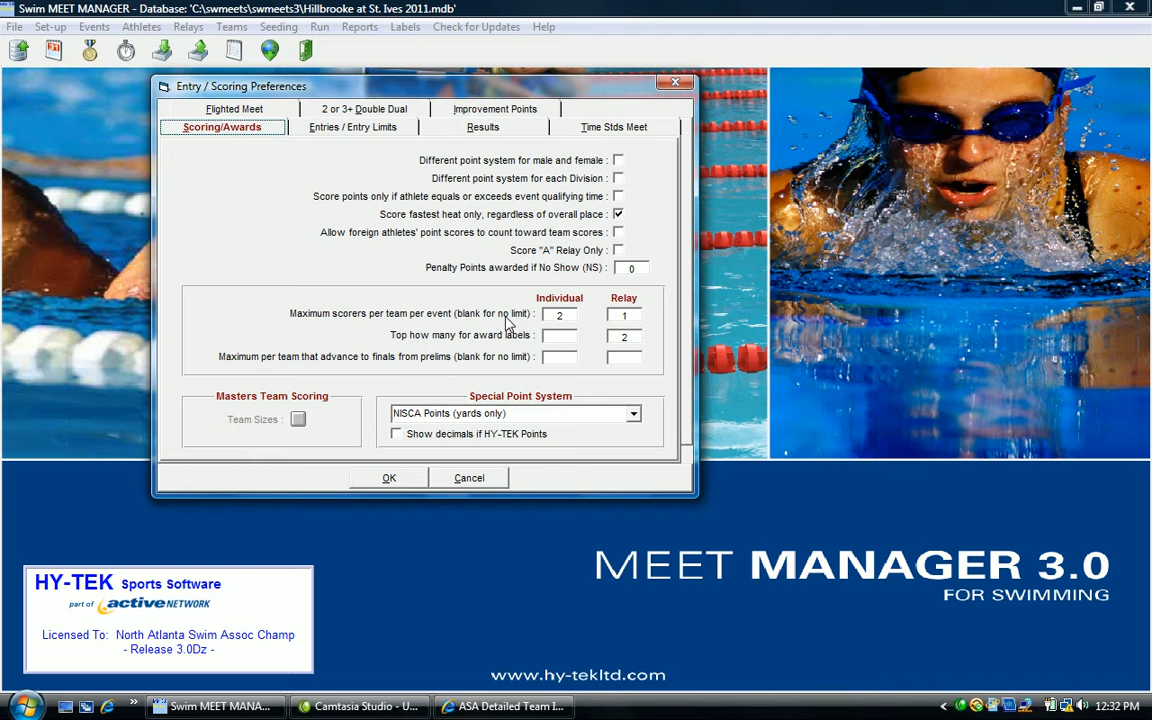 Swim MEET MANAGER - Database: 'C:\swmeets\swmeets3\Hillbrooke at St. Ives 2011.mdb'
File Set-up Events Athletes Relays Teams Seeding Run Reports Labels Check for Updates Help
Entry / Scoring Preferences
Flighted Meet 2 or 3+ Double Dual Improvement Points
Scoring/Awards Entries / Entry Limits Results Time Stds Meet
Different point system for male and female :
Different point system for each Division :
Score points only if athlete equals or exceeds event qualifying time :
Score fastest heat only, regardless of overall place :
Allow foreign athletes' point scores to count toward team scores :
Score "A" Relay Only :
Penalty Points awarded if No Show (NS) : 0
Individual Relay
Maximum scorers per team per event (blank for no limit) : 2 1
Top how many for award labels : 2
Maximum per team that advance to finals from prelims (blank for no limit) :
Masters Team Scoring
Team Sizes :
Special Point System
NISCA Points (yards only)
Show decimals if HY-TEK Points
OK Cancel
HY-TEK Sports Software
part of active NETWORK
Licensed To: North Atlanta Swim Assoc Champ
- Release 3.0Dz -
MEET MANAGER 3.0
FOR SWIMMING
www.hy-tekltd.com
Swim MEET MANA... Camtasia Studio - U... ASA Detailed Team I... 12:32 PM